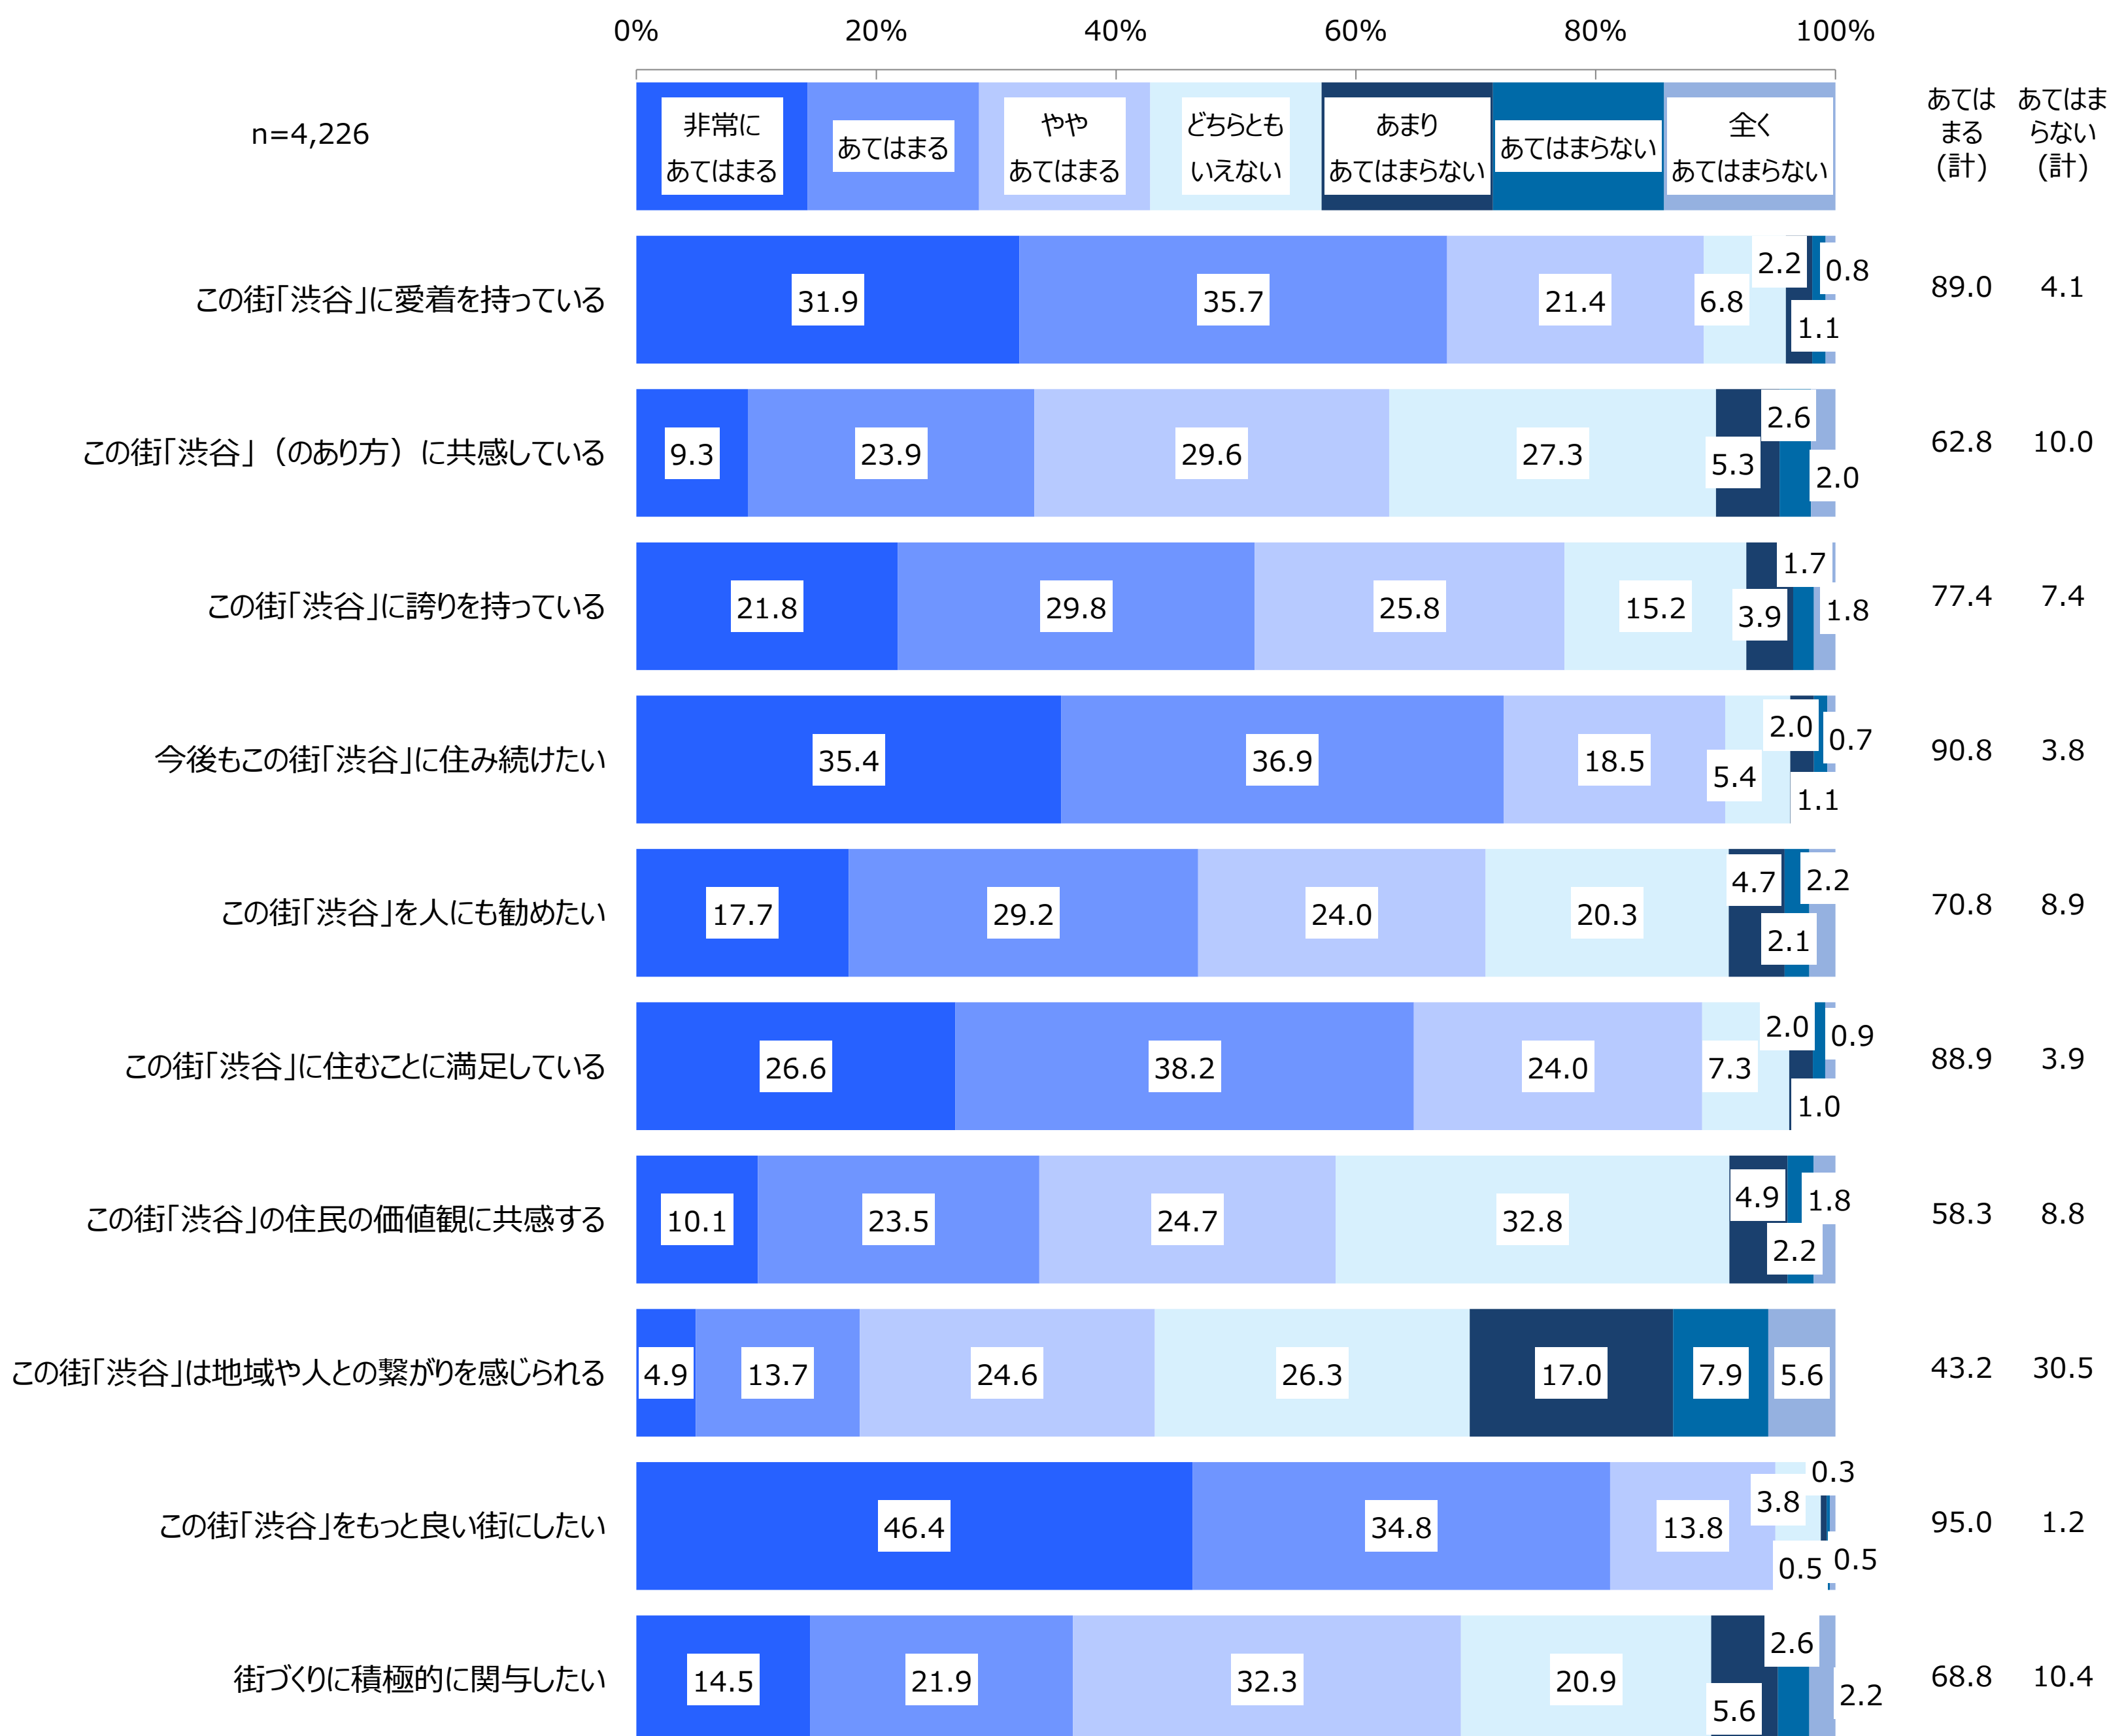 0% 20% 40% 60% 80% 100%
n=4,226
非常に
あてはまる
あてはまる
やや
あてはまる
どちらとも
いえない
あまり
あてはまらない
あてはまらない
全く
あてはまらない
あては
まる
(計)
あてはま
らない
(計)
この街「渋谷」に愛着を持っている 31.9 35.7 21.4 6.8 2.2 1.1 0.8 89.0 4.1
この街「渋谷」（のあり方）に共感している 9.3 23.9 29.6 27.3 5.3 2.6 2.0 62.8 10.0
この街「渋谷」に誇りを持っている 21.8 29.8 25.8 15.2 3.9 1.7 1.8 77.4 7.4
今後もこの街「渋谷」に住み続けたい 35.4 36.9 18.5 5.4 2.0 1.1 0.7 90.8 3.8
この街「渋谷」を人にも勧めたい 17.7 29.2 24.0 20.3 4.7 2.1 2.2 70.8 8.9
この街「渋谷」に住むことに満足している 26.6 38.2 24.0 7.3 2.0 1.0 0.9 88.9 3.9
この街「渋谷」の住民の価値観に共感する 10.1 23.5 24.7 32.8 4.9 2.2 1.8 58.3 8.8
この街「渋谷」は地域や人との繋がりを感じられる 4.9 13.7 24.6 26.3 17.0 7.9 5.6 43.2 30.5
この街「渋谷」をもっと良い街にしたい 46.4 34.8 13.8 3.8 0.5 0.3 0.5 95.0 1.2
街づくりに積極的に関与したい 14.5 21.9 32.3 20.9 5.6 2.6 2.2 68.8 10.4